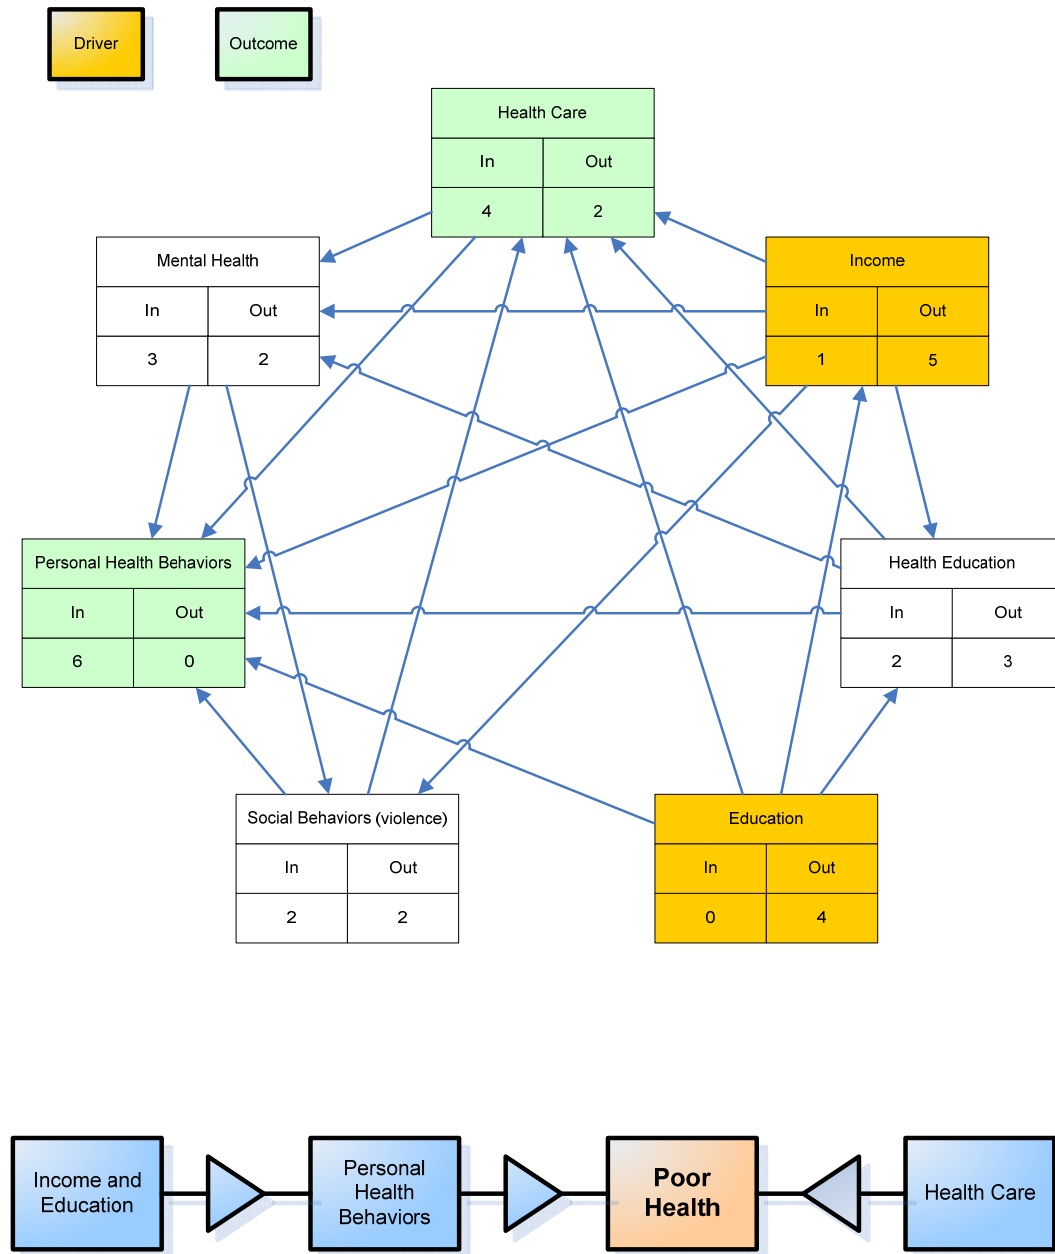 Driver
Outcome
Health Care
In Out
4 2
Mental Health
In Out
3 2
Income
In Out
1 5
Personal Health Behaviors
In Out
6 0
Health Education
In Out
2 3
Social Behaviors (violence)
In Out
2 2
Education
In Out
0 4
Income and
Education
Personal
Health
Behaviors
Poor
Health
Health Care